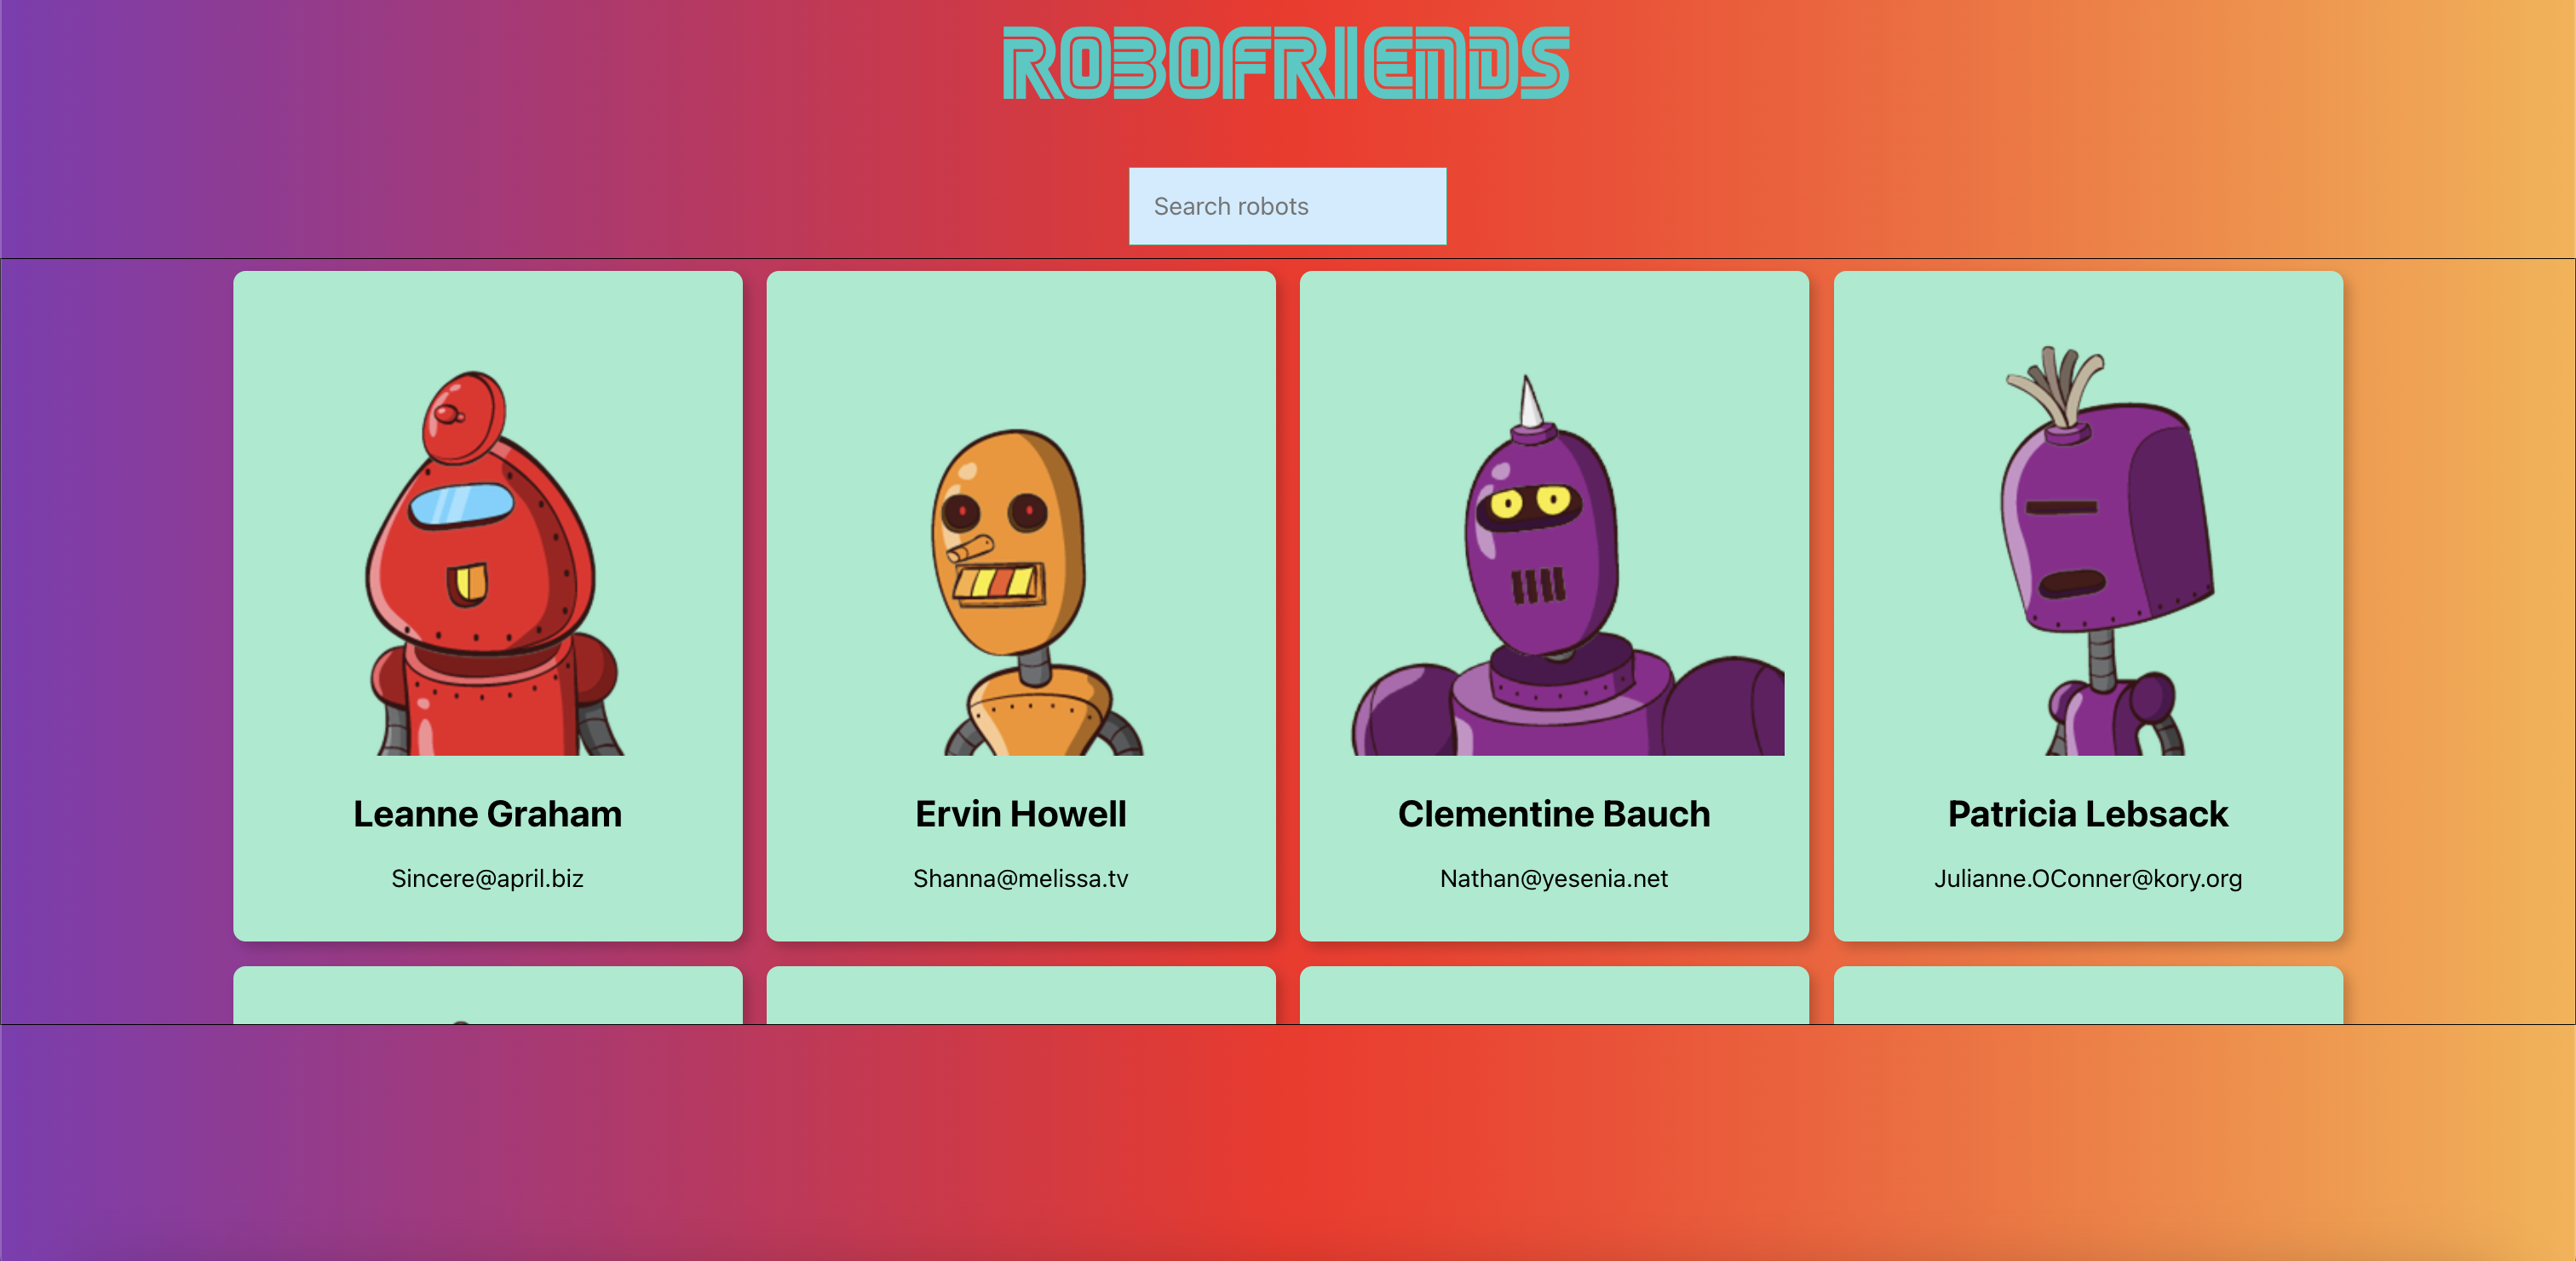 ROBOFRIENDS
Search robots
Leanne Graham
Ervin Howell
Clementine Bauch
Patricia Lebsack
Sincere@april.biz
Shanna@melissa.tv
Nathan@yesenia.net
Julianne.OConner@kory.org